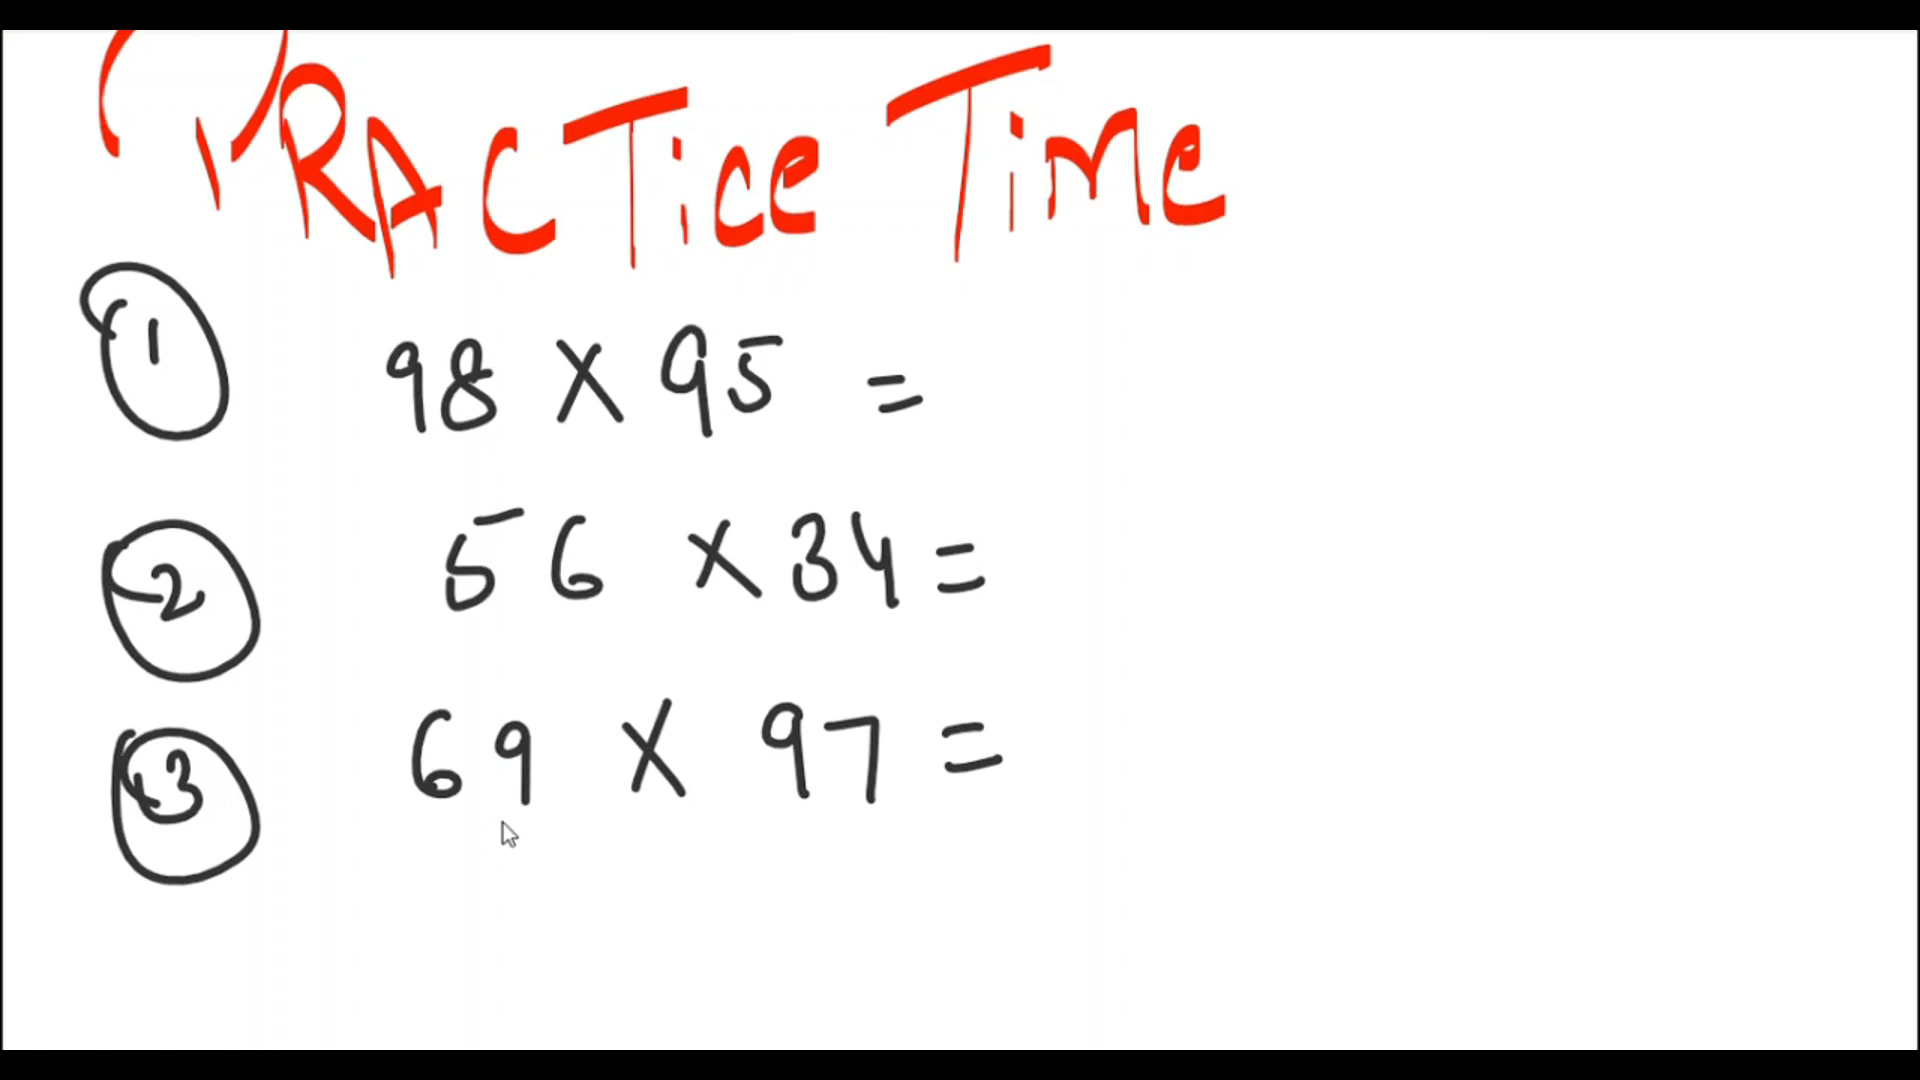 PRACTice Time
1 98 X 95 =
2 56 X 34 =
3 69 X 97 =